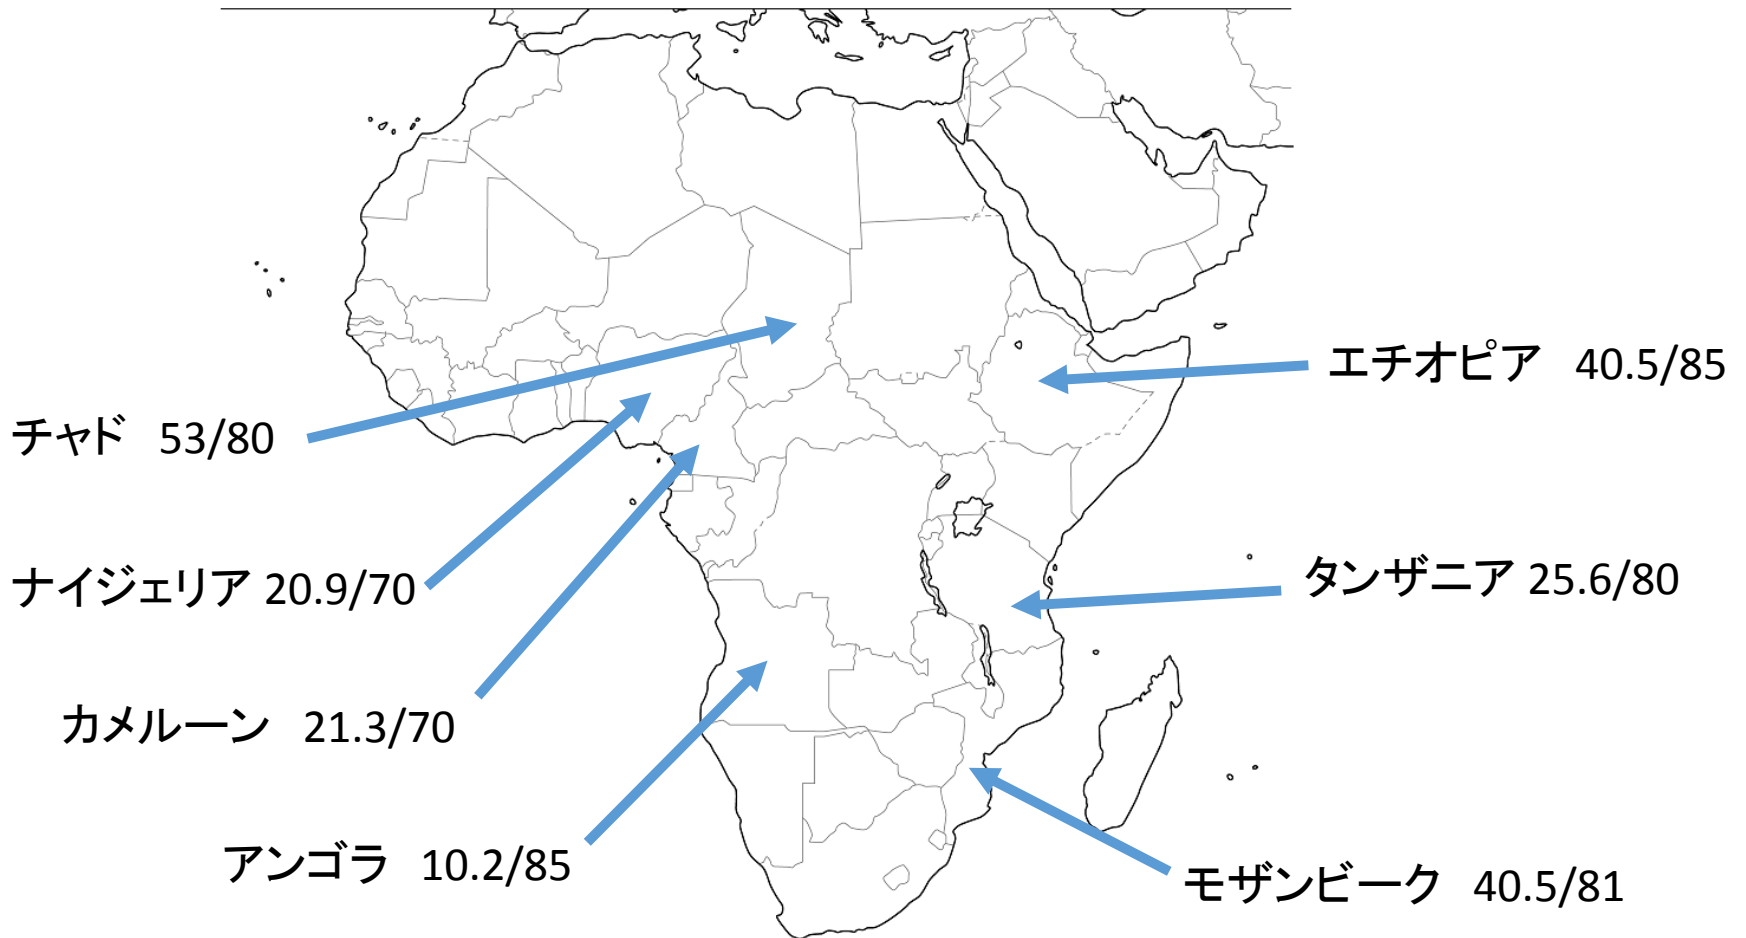 エチオピア 40.5/85
チャド 53/80
ナイジェリア 20.9/70
タンザニア 25.6/80
カメルーン 21.3/70
アンゴラ 10.2/85
モザンビーク 40.5/81